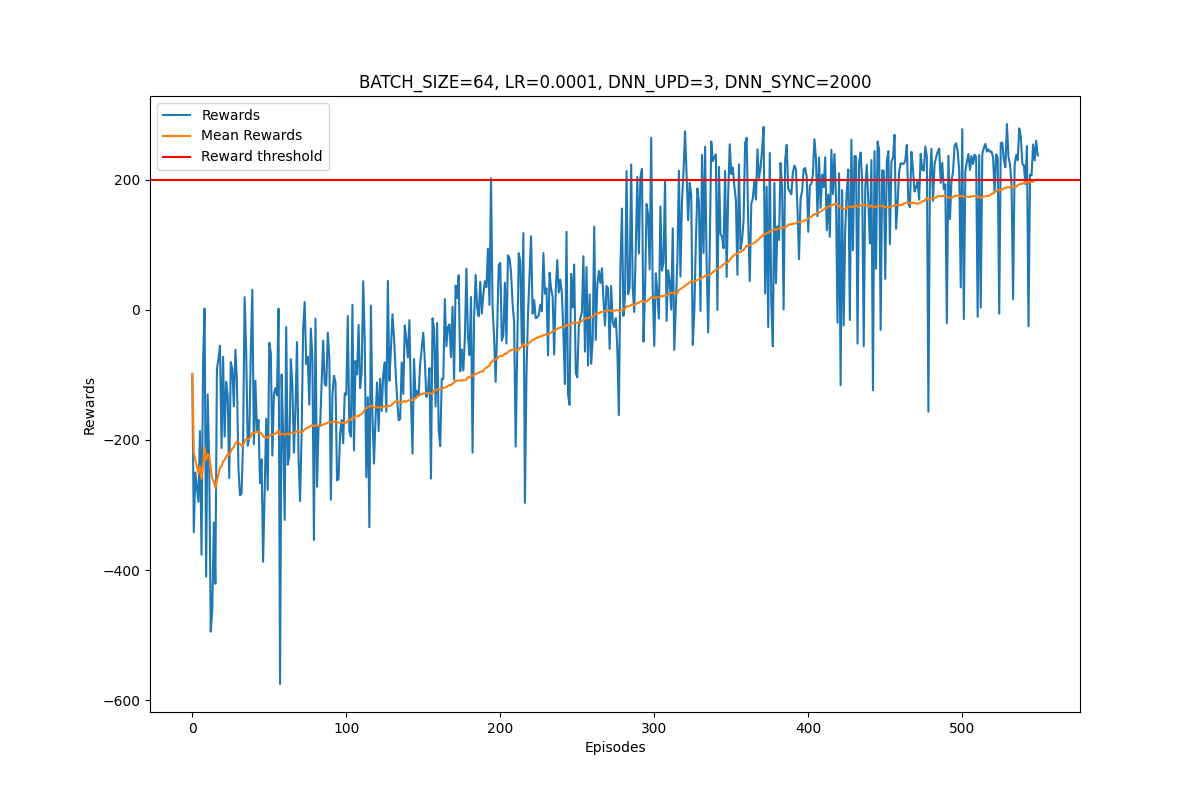 BATCH_SIZE=64, LR=0.0001, DNN_UPD=3, DNN_SYNC=2000
Rewards
Mean Rewards
Reward threshold
200
0
−200
−400
−600
Rewards
0
100
200
300
400
500
Episodes